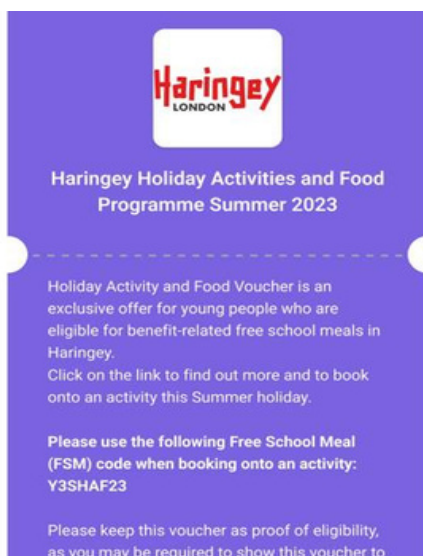 Haringey
LONDON
Haringey Holiday Activities and Food
Programme Summer 2023
Holiday Activity and Food Voucher is an
exclusive offer for young people who are
eligible for benefit-related free school meals in
Haringey.
Click on the link to find out more and to book
onto an activity this Summer holiday.
Please use the following Free School Meal
(FSM) code when booking onto an activity:
Y3SHAF23
Please keep this voucher as proof of eligibility,
as you may be required to show this voucher to